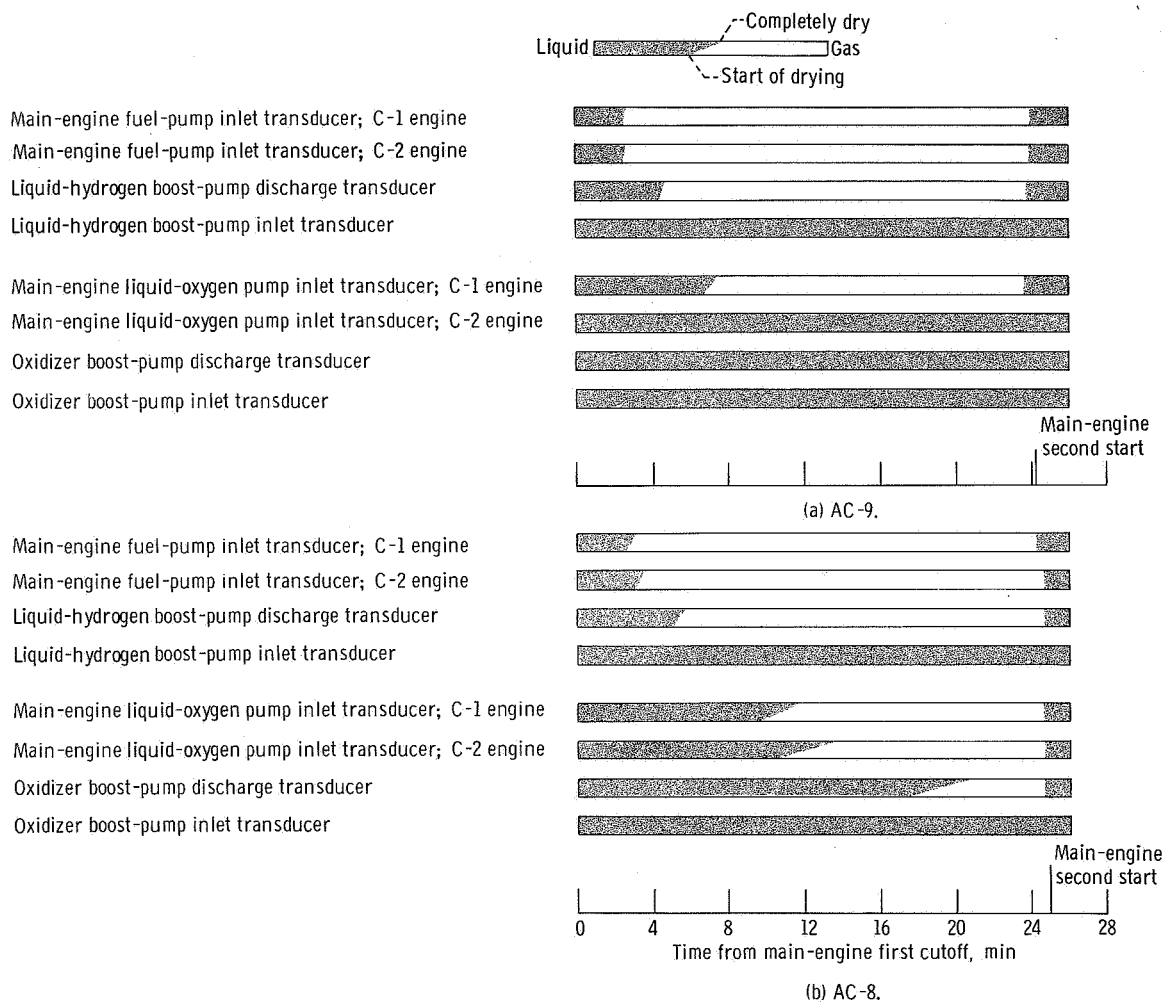 Completely dry
Liquid
Gas
Start of drying
Main-engine fuel-pump inlet transducer; C-1 engine
Main-engine fuel-pump inlet transducer; C-2 engine
Liquid-hydrogen boost-pump discharge transducer
Liquid-hydrogen boost-pump inlet transducer
Main-engine liquid-oxygen pump inlet transducer; C-1 engine
Main-engine liquid-oxygen pump inlet transducer; C-2 engine
Oxidizer boost-pump discharge transducer
Oxidizer boost-pump inlet transducer
Main-engine
second start
(a) AC-9.
Main-engine fuel-pump inlet transducer; C-1 engine
Main-engine fuel-pump inlet transducer; C-2 engine
Liquid-hydrogen boost-pump discharge transducer
Liquid-hydrogen boost-pump inlet transducer
Main-engine liquid-oxygen pump inlet transducer; C-1 engine
Main-engine liquid-oxygen pump inlet transducer; C-2 engine
Oxidizer boost-pump discharge transducer
Oxidizer boost-pump inlet transducer
Main-engine
second start
0 4 8 12 16 20 24 28
Time from main-engine first cutoff, min
(b) AC-8.